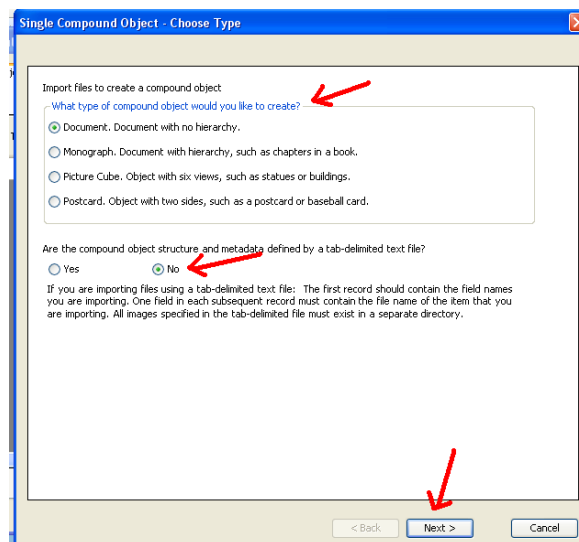 Single Compound Object - Choose Type
Import files to create a compound object
What type of compound object would you like to create?
Document. Document with no hierarchy.
Monograph. Document with hierarchy, such as chapters in a book.
Picture Cube. Object with six views, such as statues or buildings.
Postcard. Object with two sides, such as a postcard or baseball card.
Are the compound object structure and metadata defined by a tab-delimited text file?
Yes No
If you are importing files using a tab-delimited text file: The first record should contain the field names
you are importing. One field in each subsequent record must contain the file name of the item that you
are importing. All images specified in the tab-delimited file must exist in a separate directory.
< Back Next > Cancel